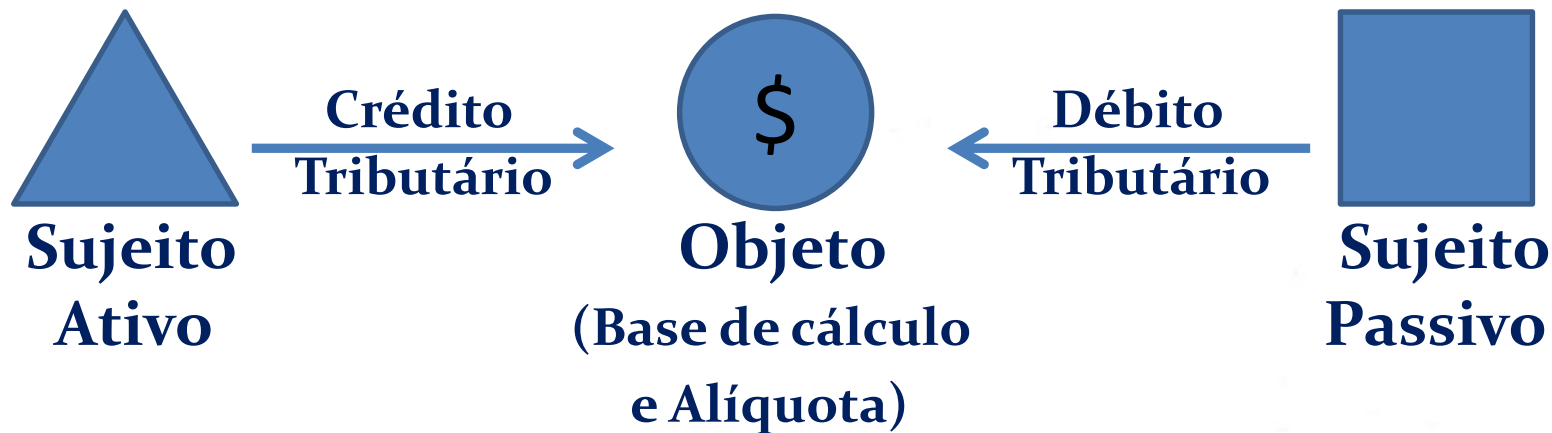 Crédito
Tributário
$
Débito
Tributário
Sujeito
Ativo
Objeto
(Base de cálculo
e Alíquota)
Sujeito
Passivo